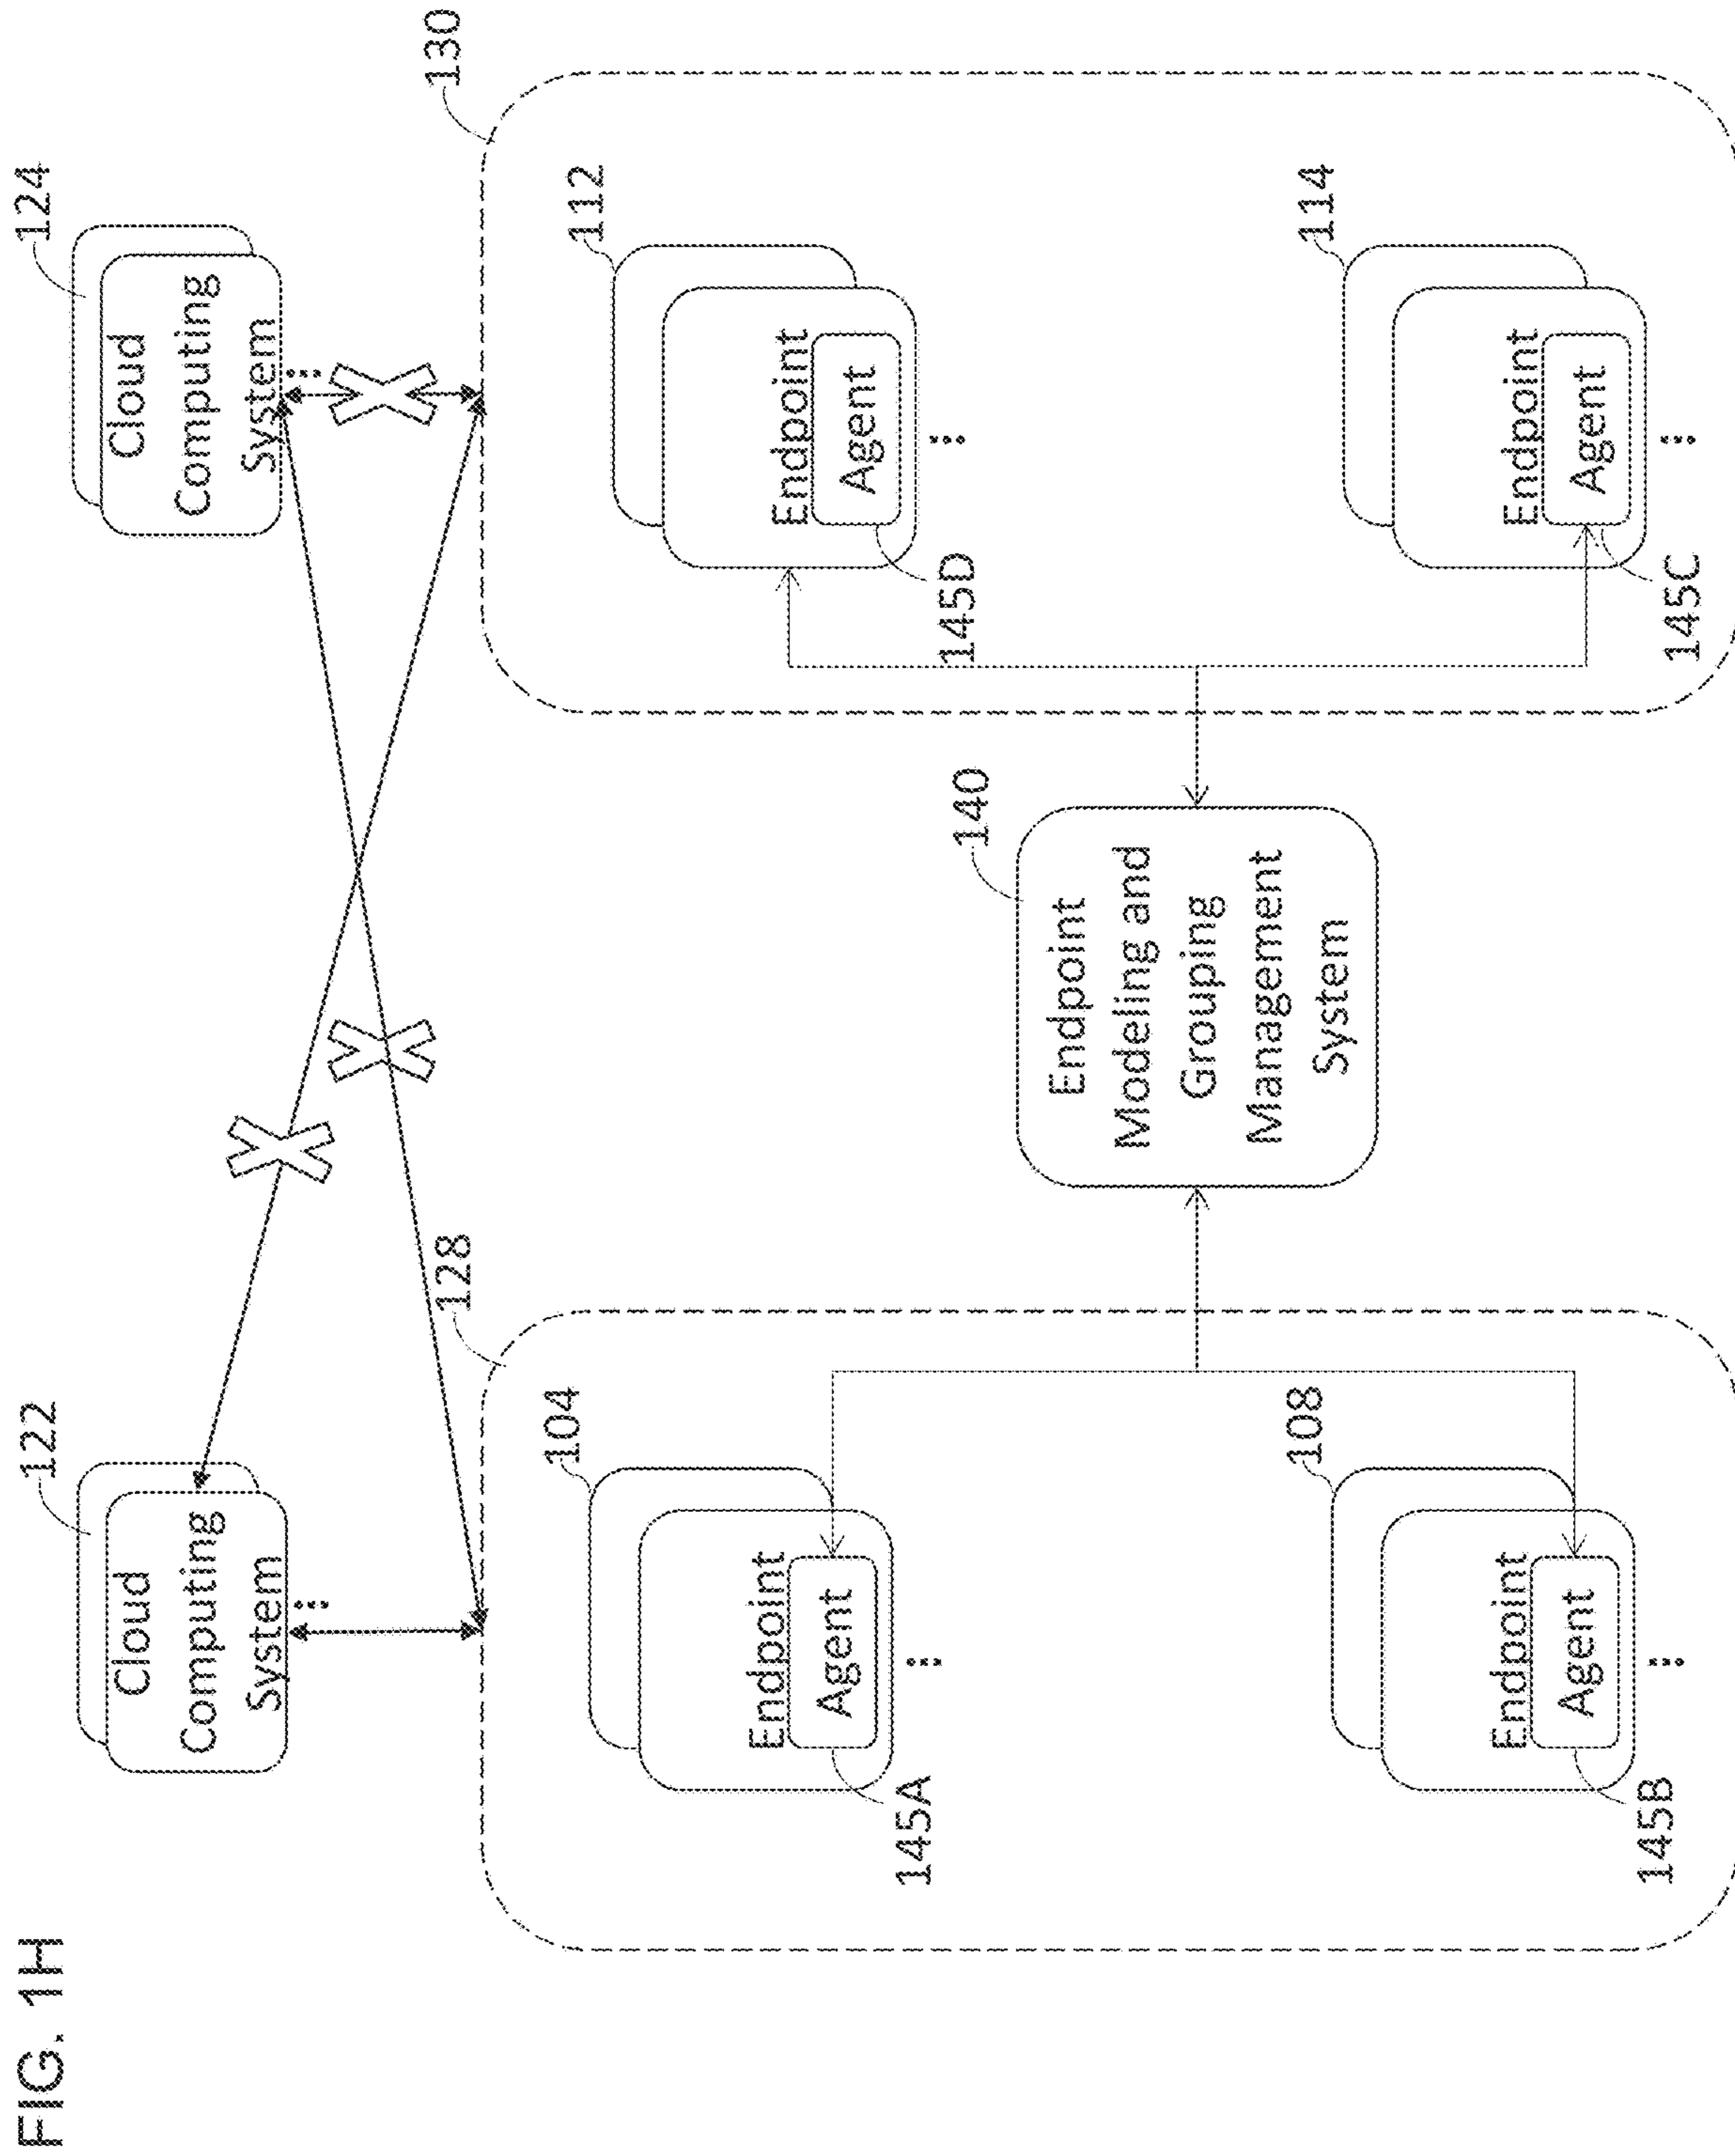 FIG. 1H
122
Cloud
Computing
System
124
Cloud
Computing
System
128
130
104
Endpoint
Agent
145A
112
Endpoint
Agent
145D
140
Endpoint
Modeling and
Grouping
Management
System
108
Endpoint
Agent
145B
114
Endpoint
Agent
145C